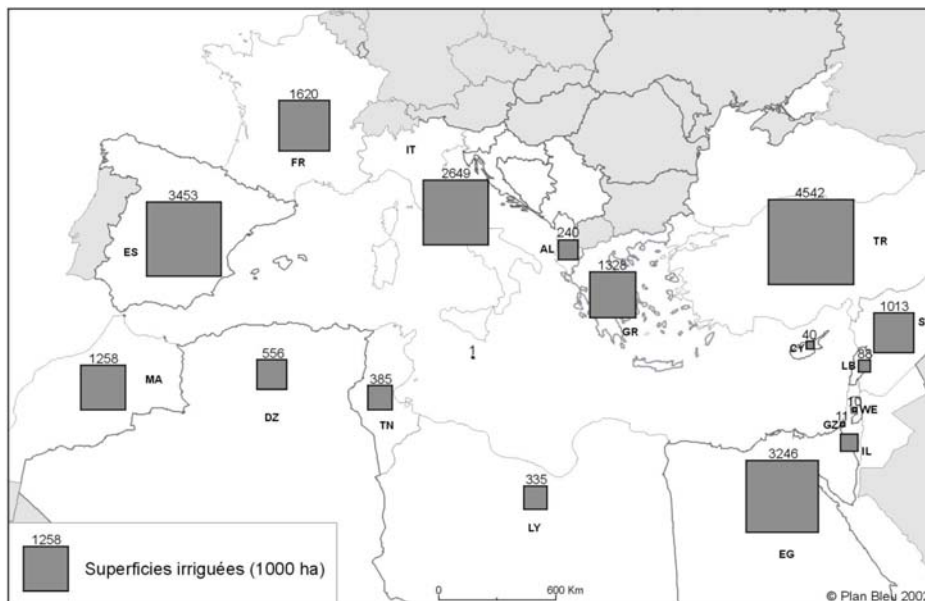 1620
FR
IT
2649
3453
ES
4542
TR
240
AL
1328
GR
1013
S
40
CY
88
LB
1
1258
MA
556
DZ
385
TN
10
WE
11
GZ
IL
335
LY
3246
EG
1258
Superficies irriguées (1000 ha)
0 600 Km
© Plan Bleu 2002